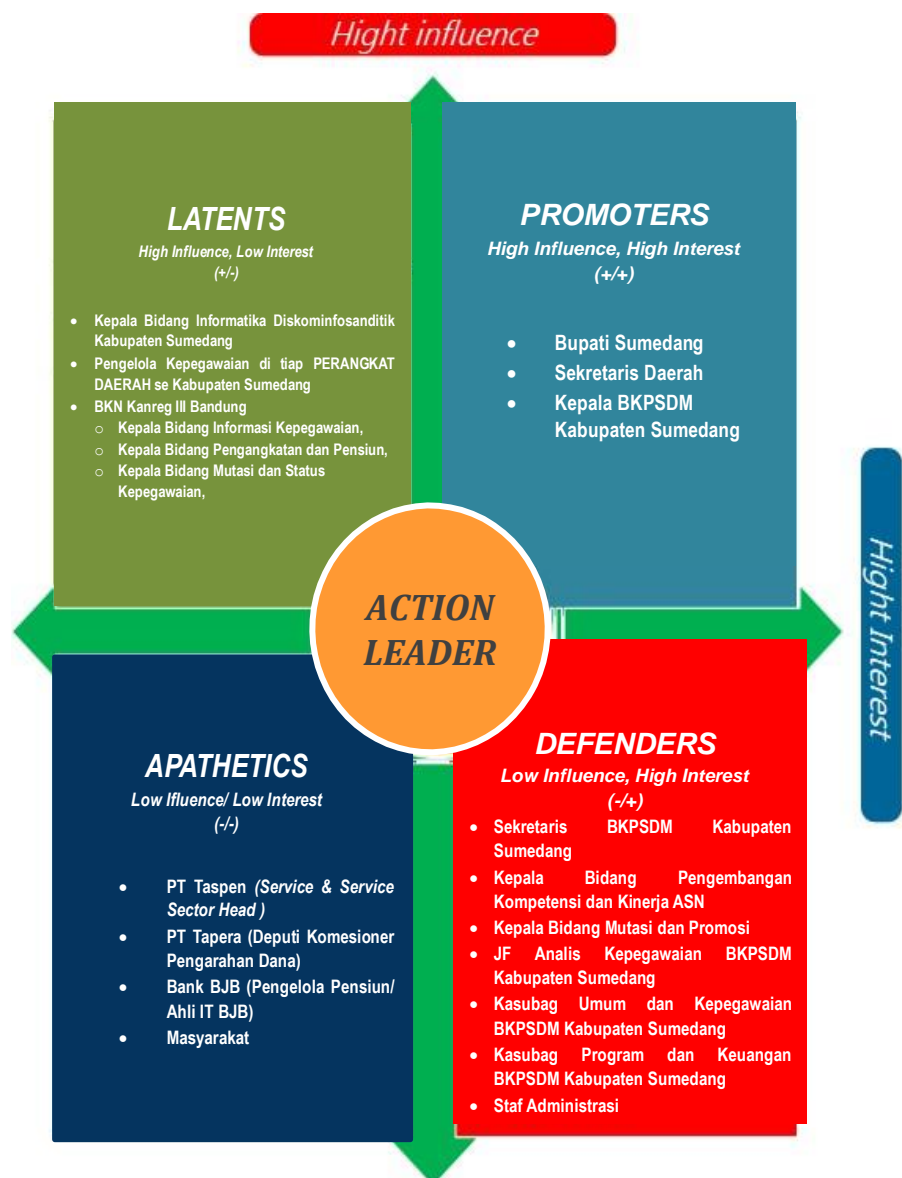 Hight influence
LATENTS
High Influence, Low Interest
(+/-)
• Kepala Bidang Informatika Diskominfosanditik
Kabupaten Sumedang
• Pengelola Kepegawaian di tiap PERANGKAT
DAERAH se Kabupaten Sumedang
• BKN Kanreg III Bandung
o Kepala Bidang Informasi Kepegawaian,
o Kepala Bidang Pengangkatan dan Pensiun,
o Kepala Bidang Mutasi dan Status
Kepegawaian,
PROMOTERS
High Influence, High Interest
(+/+)
• Bupati Sumedang
• Sekretaris Daerah
• Kepala BKPSDM
Kabupaten Sumedang
Hight Interest
ACTION
LEADER
APATHETICS
Low Ifluence/ Low Interest
(-/-)
• PT Taspen (Service & Service
Sector Head )
• PT Tapera (Deputi Komesioner
Pengarahan Dana)
• Bank BJB (Pengelola Pensiun/
Ahli IT BJB)
• Masyarakat
DEFENDERS
Low Influence, High Interest
(-/+)
• Sekretaris BKPSDM Kabupaten
Sumedang
• Kepala Bidang Pengembangan
Kompetensi dan Kinerja ASN
• Kepala Bidang Mutasi dan Promosi
• JF Analis Kepegawaian BKPSDM
Kabupaten Sumedang
• Kasubag Umum dan Kepegawaian
BKPSDM Kabupaten Sumedang
• Kasubag Program dan Keuangan
BKPSDM Kabupaten Sumedang
• Staf Administrasi